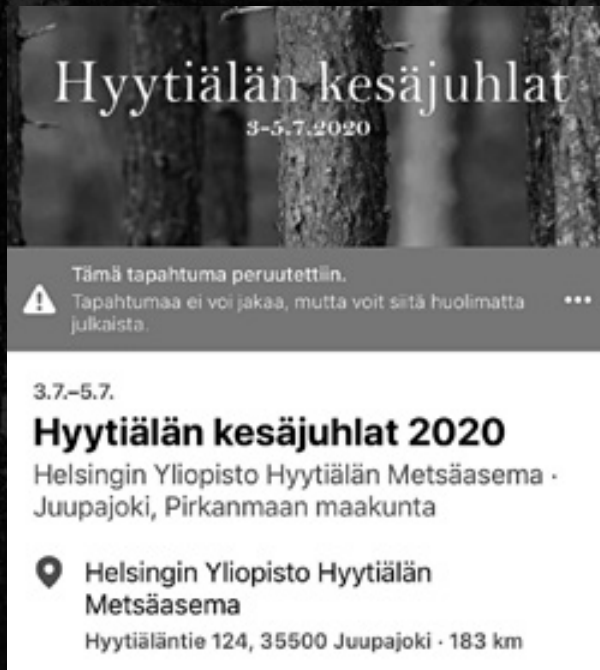 Hyytiälän kesäjuhlat
3-5.7.2020
Tämä tapahtuma peruutettiin.
Tapahtumaa ei voi jakaa, mutta voit siitä huolimatta
julkaista.
3.7.–5.7.
Hyytiälän kesäjuhlat 2020
Helsingin Yliopisto Hyytiälän Metsäasema ·
Juupajoki, Pirkanmaan maakunta
Helsingin Yliopisto Hyytiälän
Metsäasema
Hyytiäläntie 124, 35500 Juupajoki · 183 km